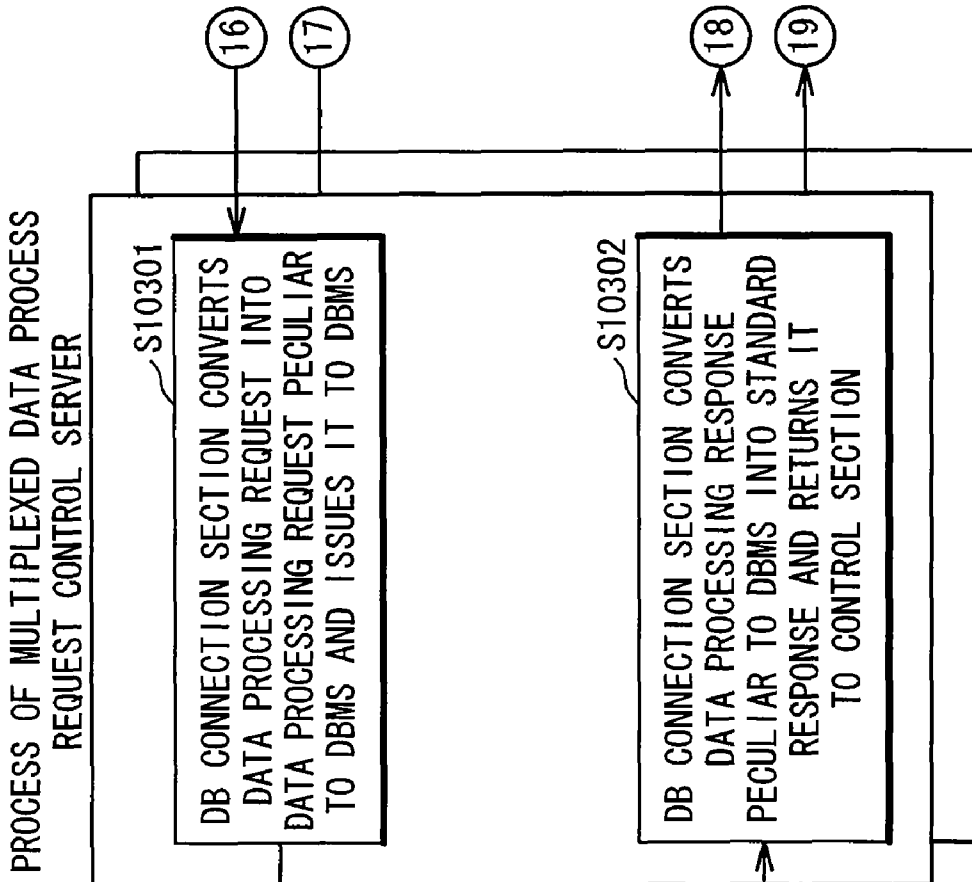 PROCESS OF MULTIPLEXED DATA PROCESS
REQUEST CONTROL SERVER
16
17
S10301
DB CONNECTION SECTION CONVERTS
DATA PROCESSING REQUEST INTO
DATA PROCESSING REQUEST PECULIAR
TO DBMS AND ISSUES IT TO DBMS
18
19
S10302
DB CONNECTION SECTION CONVERTS
DATA PROCESSING RESPONSE
PECULIAR TO DBMS INTO STANDARD
RESPONSE AND RETURNS IT
TO CONTROL SECTION